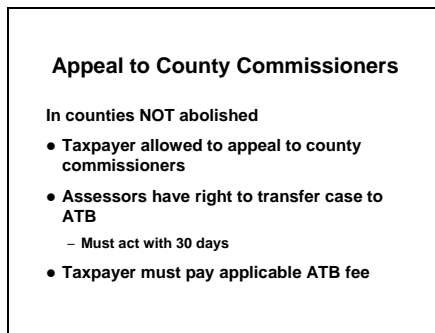 Appeal to County Commissioners
In counties NOT abolished
● Taxpayer allowed to appeal to county
commissioners
● Assessors have right to transfer case to
ATB
– Must act with 30 days
● Taxpayer must pay applicable ATB fee